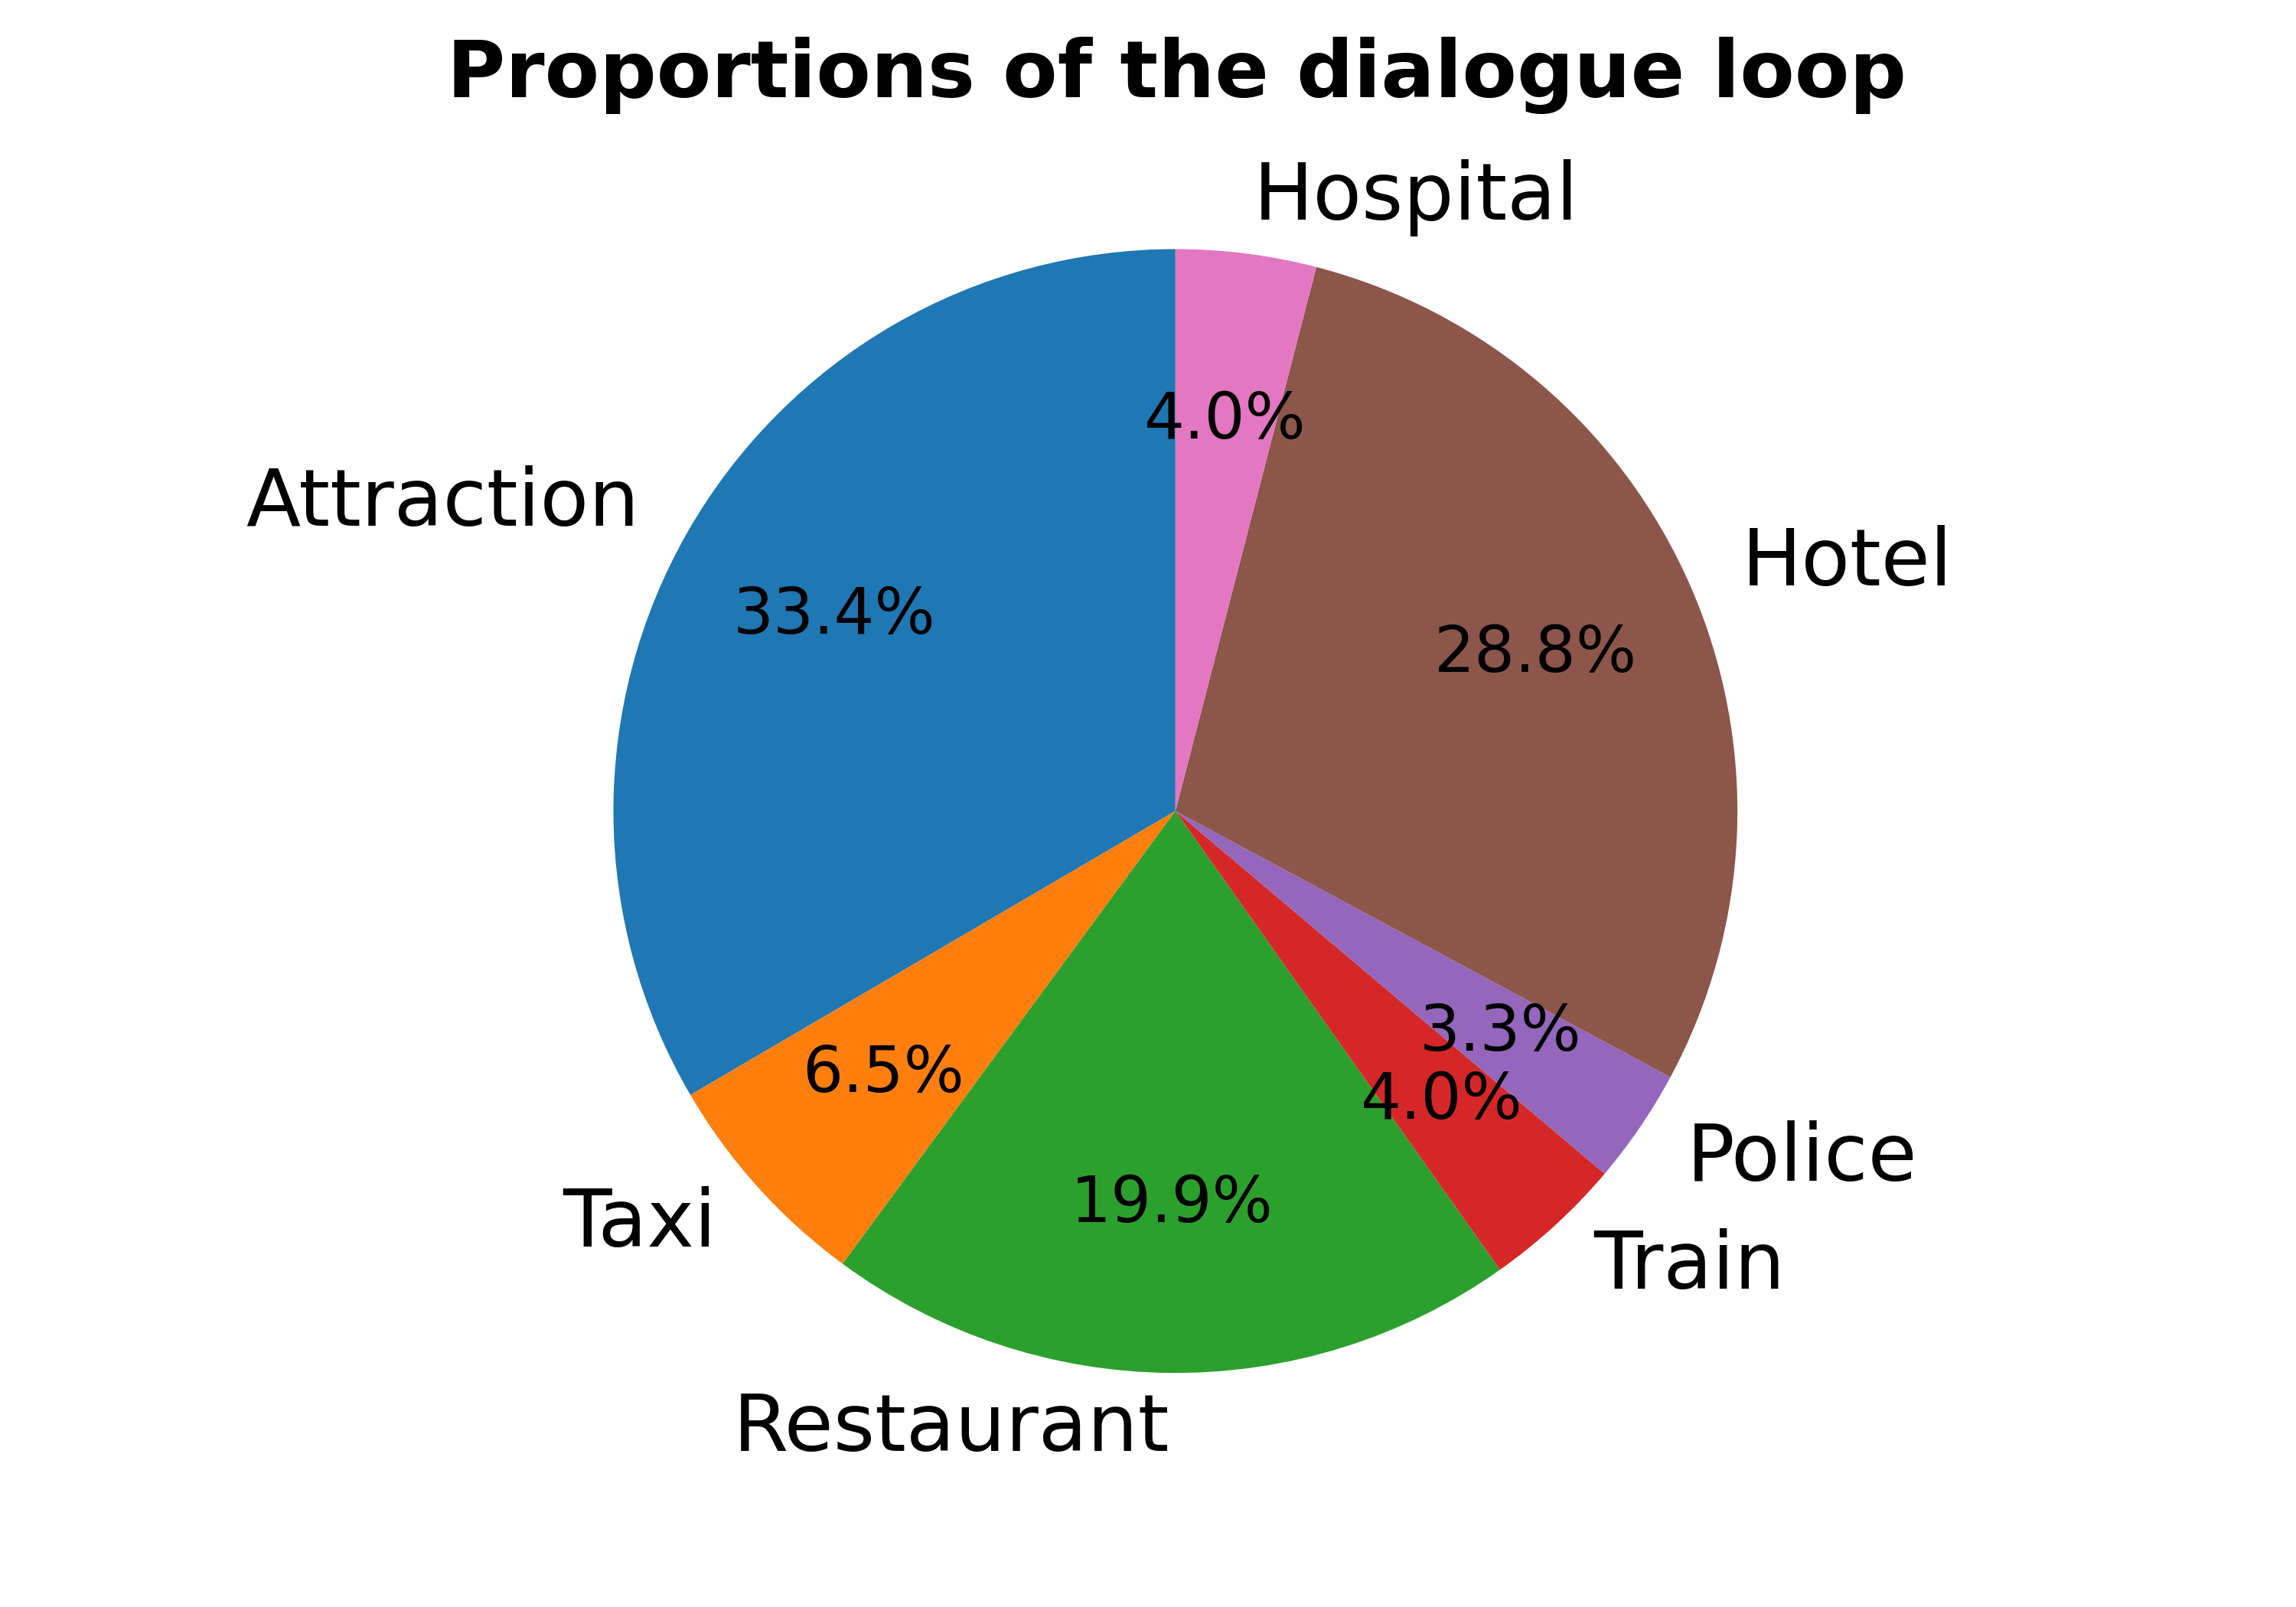 Proportions of the dialogue loop
Hospital
4.0%
Attraction
33.4%
Hotel
28.8%
3.3%
Police
4.0%
Train
6.5%
Taxi
19.9%
Restaurant